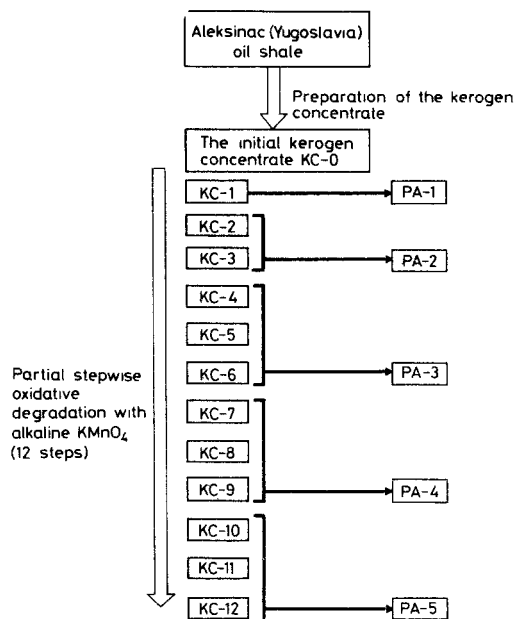 Aleksinac (Yugoslavia)
oil shale
Preparation of the kerogen
concentrate
The initial kerogen
concentrate KC-0
KC-1
PA-1
KC-2
KC-3
PA-2
KC-4
KC-5
KC-6
PA-3
Partial stepwise
oxidative
degradation with
alkaline KMnO4
(12 steps)
KC-7
KC-8
KC-9
PA-4
KC-10
KC-11
KC-12
PA-5